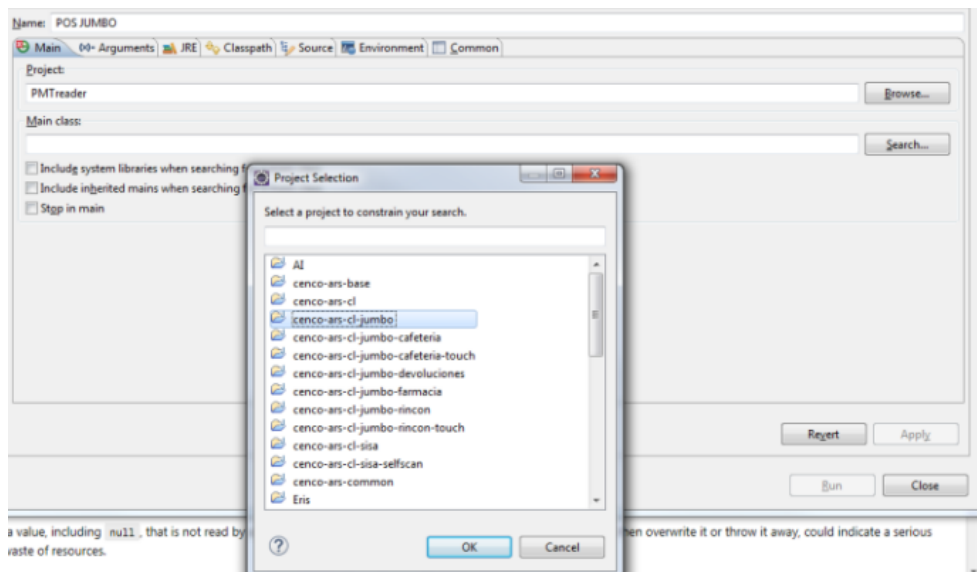 Name: POS JUMBO
Main (x)= Arguments JRE Classpath Source Environment Common
Project:
PMTreader
Browse...
Main class:
Search...
Include system libraries when searching f
Include inherited mains when searching f
Stop in main
Project Selection
Select a project to constrain your search.
AI
cenco-ars-base
cenco-ars-cl
cenco-ars-cl-jumbo
cenco-ars-cl-jumbo-cafeteria
cenco-ars-cl-jumbo-cafeteria-touch
cenco-ars-cl-jumbo-devoluciones
cenco-ars-cl-jumbo-farmacia
cenco-ars-cl-jumbo-rincon
cenco-ars-cl-jumbo-rincon-touch
cenco-ars-cl-sisa
cenco-ars-cl-sisa-selfscan
cenco-ars-common
Eris
Revert Apply
Run Close
a value, including null, that is not read by
hen overwrite it or throw it away, could indicate a serious
waste of resources.
OK Cancel